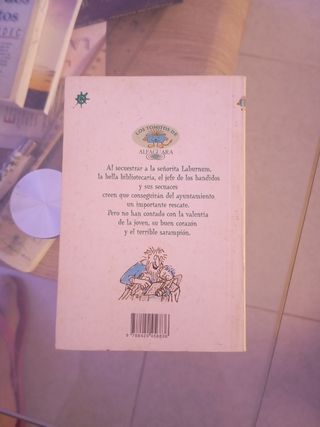 LOS TOMITOS DE
ALFAGUARA
Al secuestrar a la señorita Laburnum,
la bella bibliotecaria, el jefe de los bandidos
y sus secuaces
creen que conseguirán del ayuntamiento
un importante rescate.
Pero no han contado con la valentía
de la joven, su buen corazón
y el terrible sarampión.